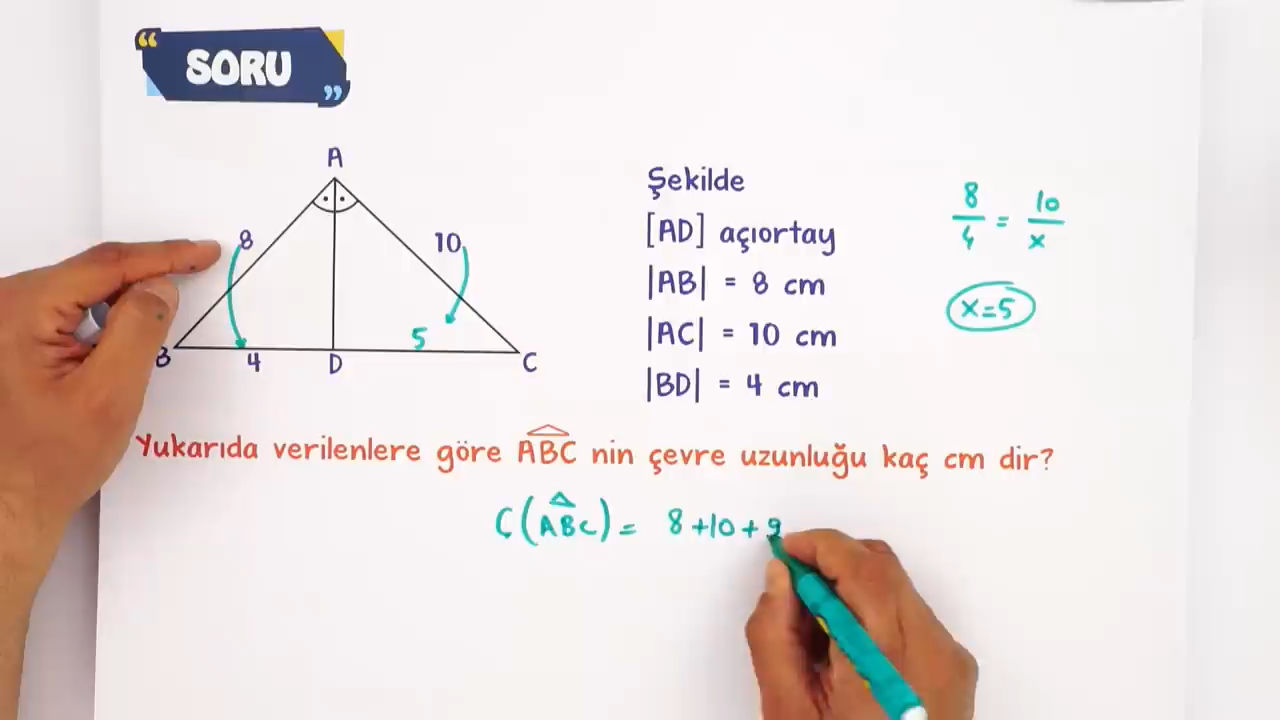 “ SORU ”
A
8
10
5
B
4
D
C
Şekilde
[AD] açıortay
|AB| = 8 cm
|AC| = 10 cm
|BD| = 4 cm
8/4 = 10/x
x=5
Yukarıda verilenlere göre ABC nin çevre uzunluğu kaç cm dir?
Ç(ABC) = 8+10+9